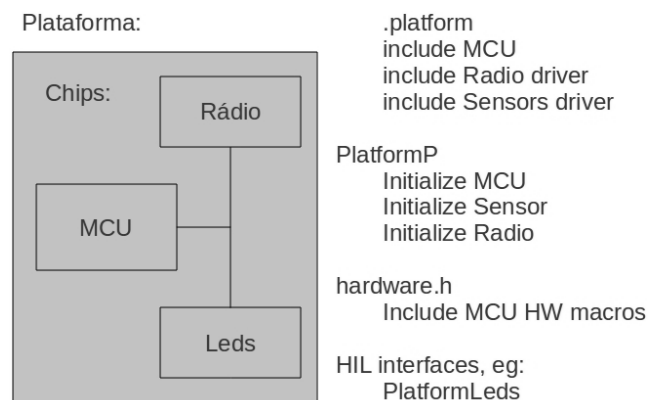 Plataforma:
Chips:
Rádio
MCU
Leds
.platform
include MCU
include Radio driver
include Sensors driver
PlatformP
Initialize MCU
Initialize Sensor
Initialize Radio
hardware.h
Include MCU HW macros
HIL interfaces, eg:
PlatformLeds